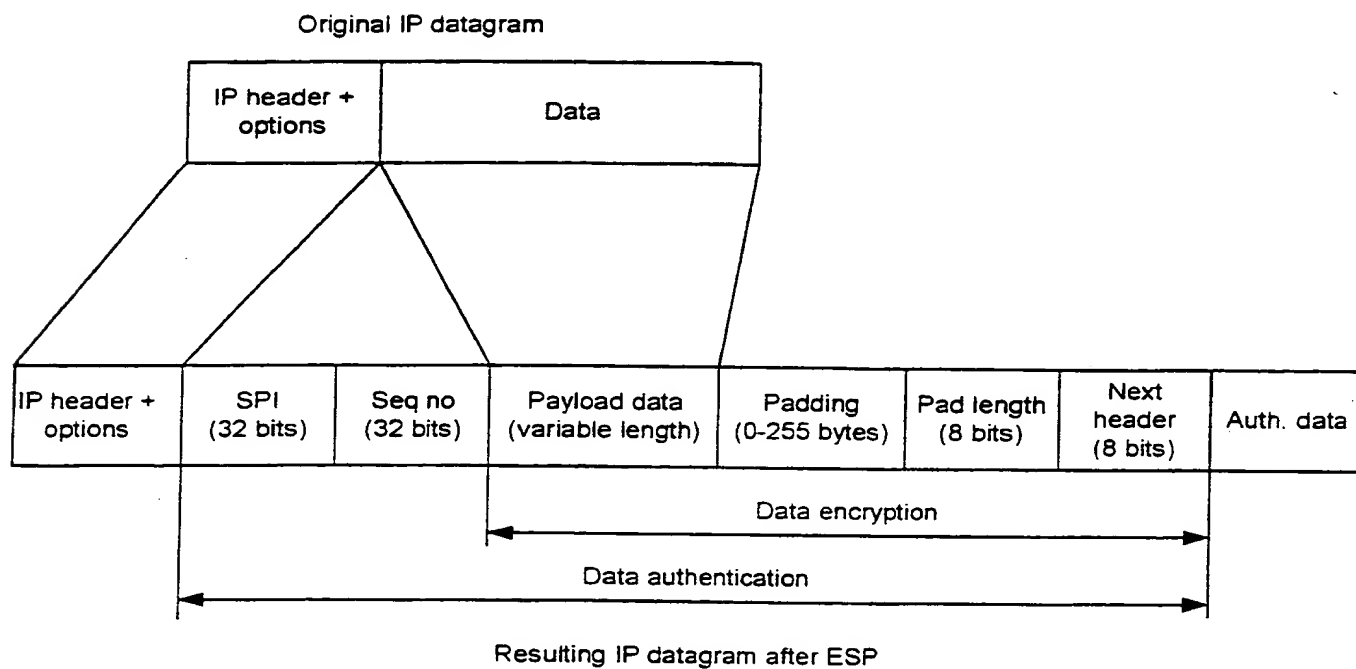 Original IP datagram
IP header +
options
Data
IP header +
options
SPI
(32 bits)
Seq no
(32 bits)
Payload data
(variable length)
Padding
(0-255 bytes)
Pad length
(8 bits)
Next
header
(8 bits)
Auth. data
Data encryption
Data authentication
Resulting IP datagram after ESP